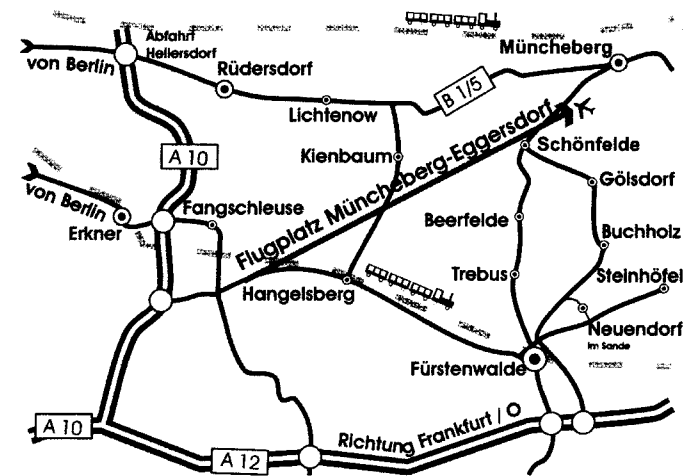 Abfahrt
Hellersdorf
von Berlin
Müncheberg
Rüdersdorf
B 1/5
Lichtenow
A 10
Kienbaum
Schönfelde
Gölsdorf
von Berlin
Fangschleuse
Erkner
Flugplatz Müncheberg-Eggersdorf
Beerfelde
Buchholz
Trebus
Steinhöfel
Hangelsberg
Neuendorf
im Sande
Fürstenwalde
A 10
Richtung Frankfurt/O
A 12